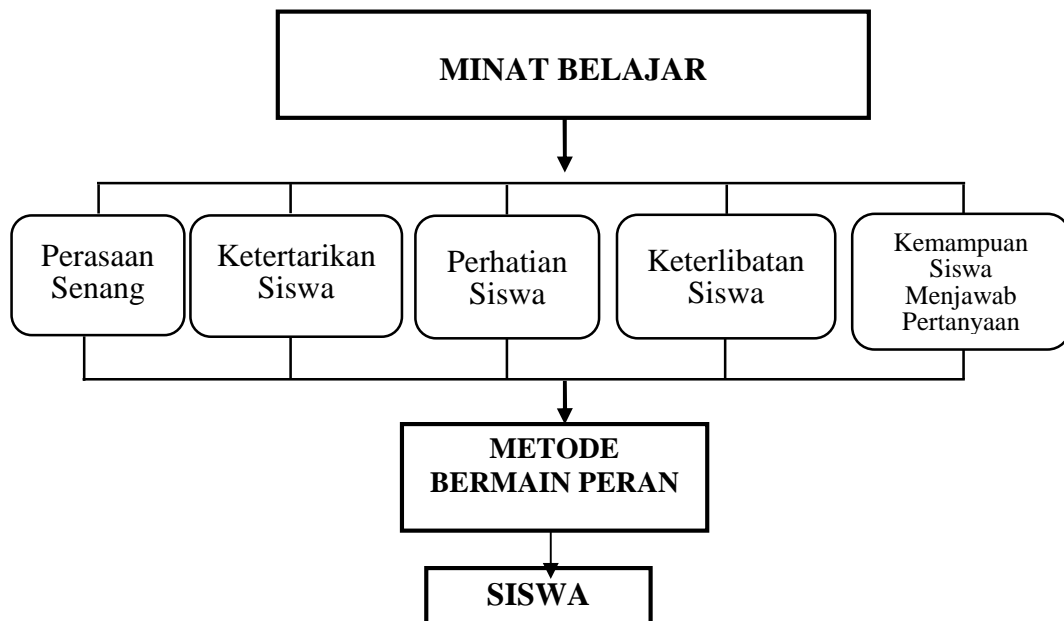 MINAT BELAJAR
Perasaan
Senang
Ketertarikan
Siswa
Perhatian
Siswa
Keterlibatan
Siswa
Kemampuan
Siswa
Menjawab
Pertanyaan
METODE
BERMAIN PERAN
SISWA